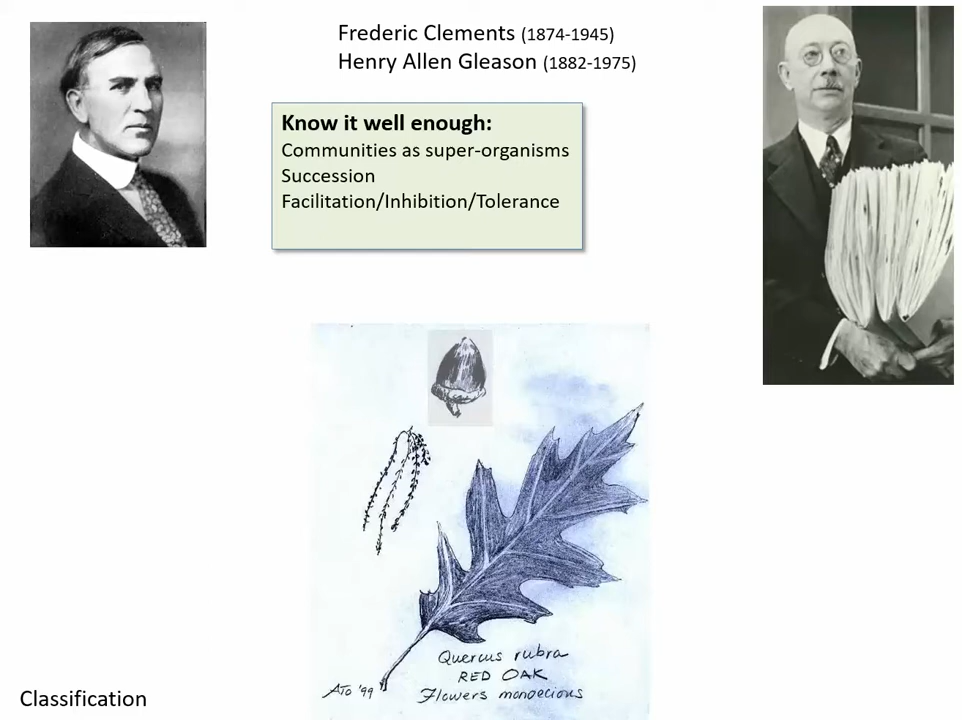 Frederic Clements (1874-1945)
Henry Allen Gleason (1882-1975)
Know it well enough:
Communities as super-organisms
Succession
Facilitation/Inhibition/Tolerance
Quercus rubra
RED OAK
ATO '99 Flowers monoecious
Classification